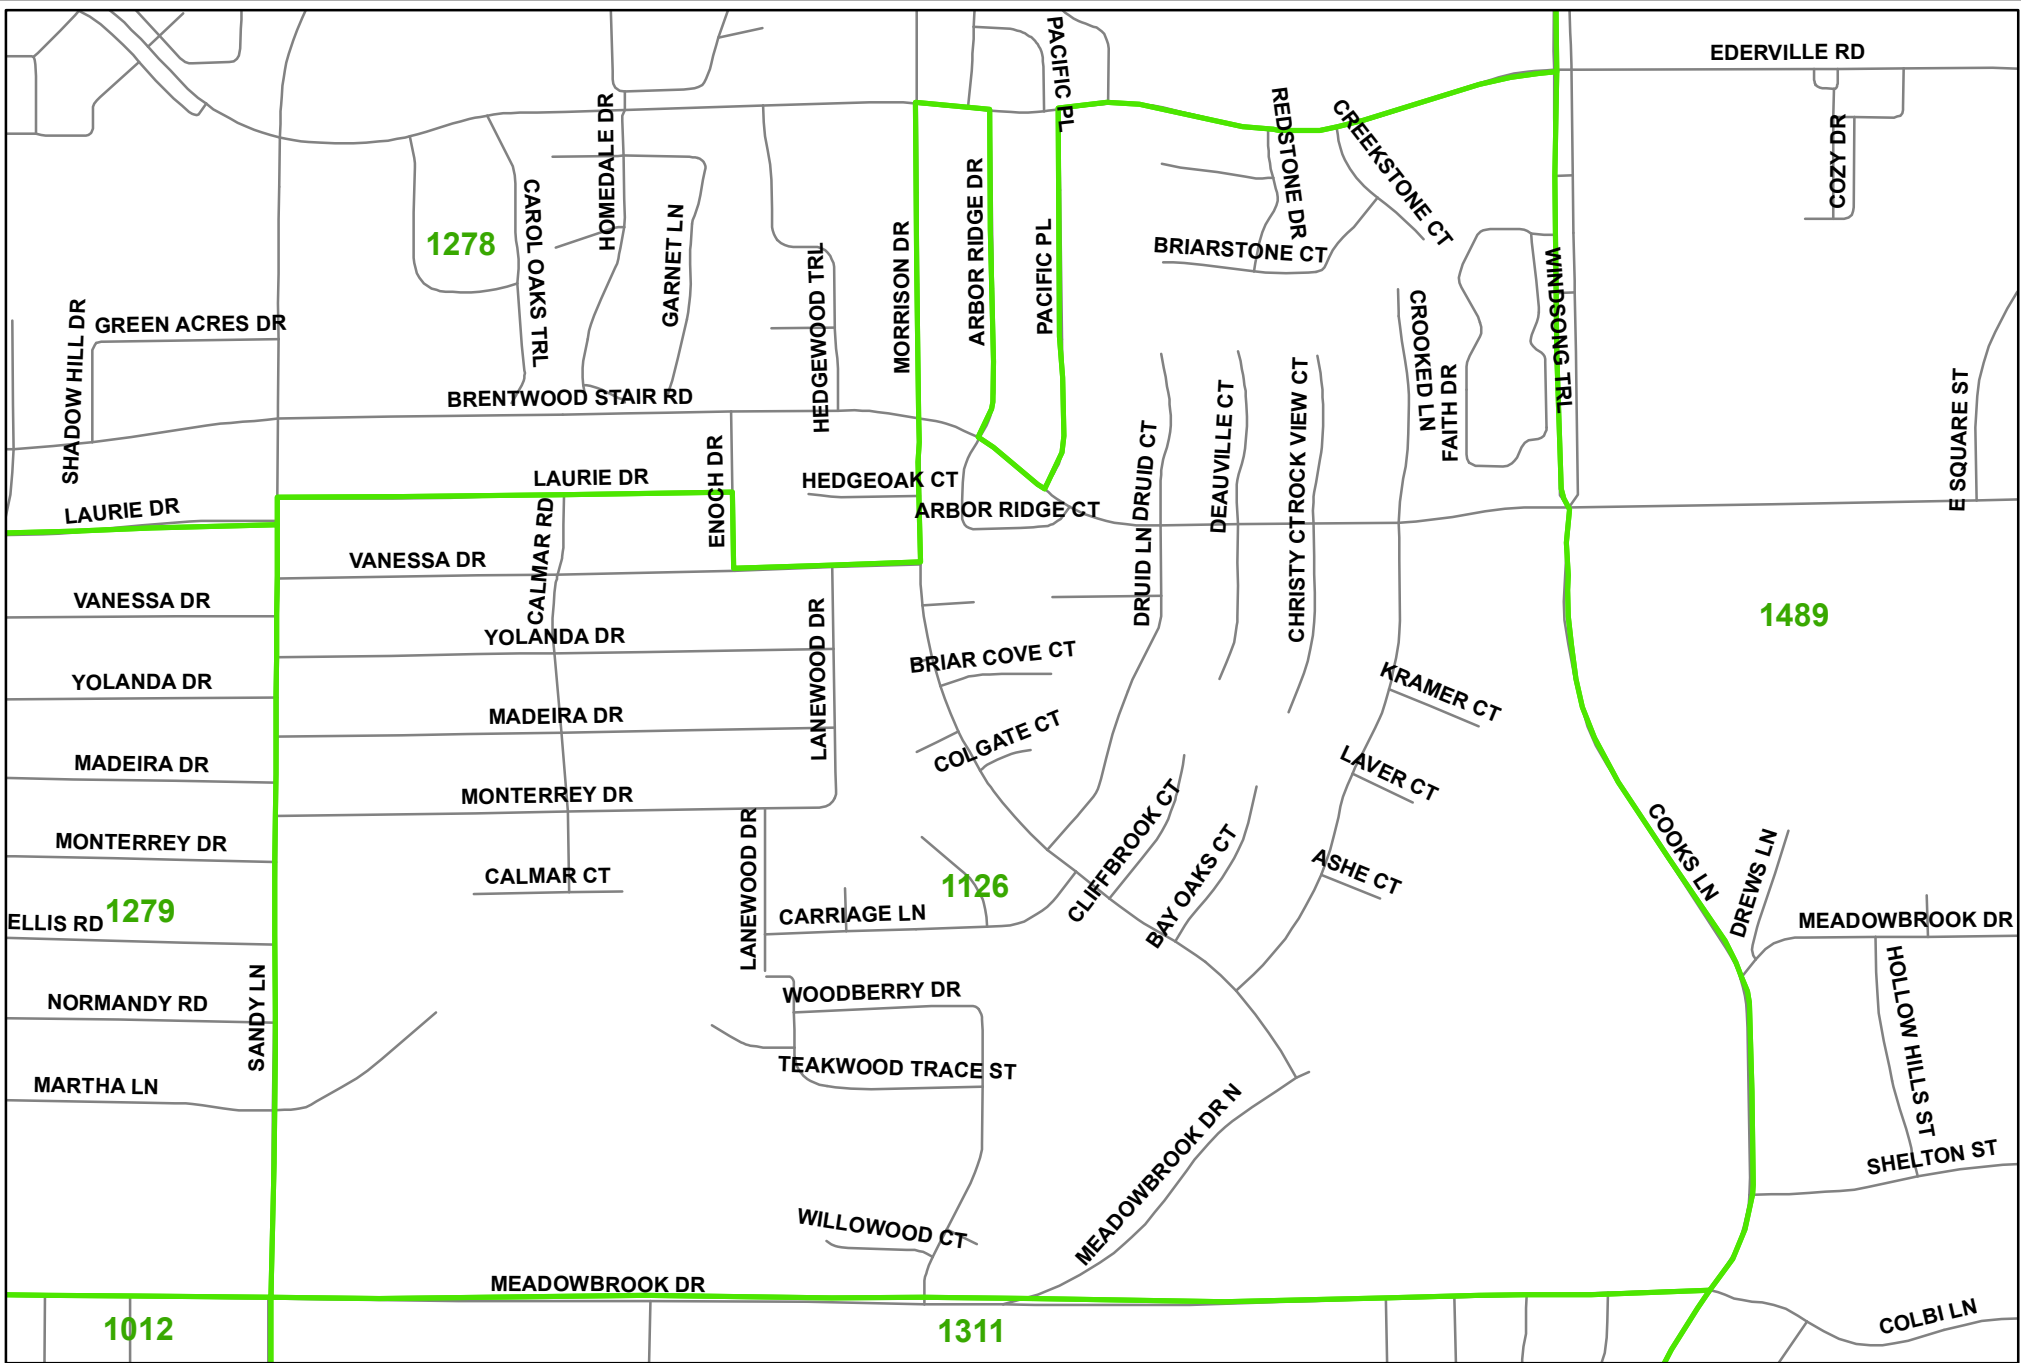 PACIFIC PL
EDERVILLE RD
HOMEDALE DR
REDSTONE DR
CREEKSTONE CT
COZY DR
CAROL OAKS TRL
GARNET LN
1278
HEDGEWOOD TRL
MORRISON DR
ARBOR RIDGE DR
PACIFIC PL
BRIARSTONE CT
WINDSONG TRL
SHADOW HILL DR
GREEN ACRES DR
CROOKED LN
FAITH DR
BRENTWOOD STAIR RD
E SQUARE ST
ENOCH DR
DRUID CT
DEAUVILLE CT
ROCK VIEW CT
LAURIE DR
HEDGEOAK CT
LAURIE DR
ARBOR RIDGE CT
CALMAR RD
DRUID LN
CHRISTY CT
VANESSA DR
VANESSA DR
1489
YOLANDA DR
LANEWOOD DR
BRIAR COVE CT
YOLANDA DR
KRAMER CT
MADEIRA DR
COLGATE CT
MADEIRA DR
LAVER CT
MONTERREY DR
CLIFFBROOK CT
COOKS LN
MONTERREY DR
LANEWOOD DR
BAY OAKS CT
ASHE CT
DREWS LN
CALMAR CT
1126
ELLIS RD
1279
CARRIAGE LN
MEADOWBROOK DR
NORMANDY RD
SANDY LN
WOODBERRY DR
HOLLOW HILLS ST
MARTHA LN
TEAKWOOD TRACE ST
MEADOWBROOK DR N
SHELTON ST
WILLOWOOD CT
MEADOWBROOK DR
1012
1311
COLBI LN